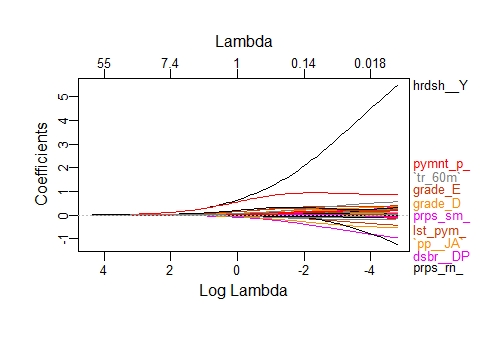 Lambda
55 7.4 1 0.14 0.018
Coefficients
5
4
3
2
1
0
-1
4 2 0 -2 -4
Log Lambda
hrdsh__Y
pymnt_p_
`tr_60m`
grade_E
grade_D
prps_sm_
lst_pym_
`pp__JA`
dsbr__DP
prps_rn_